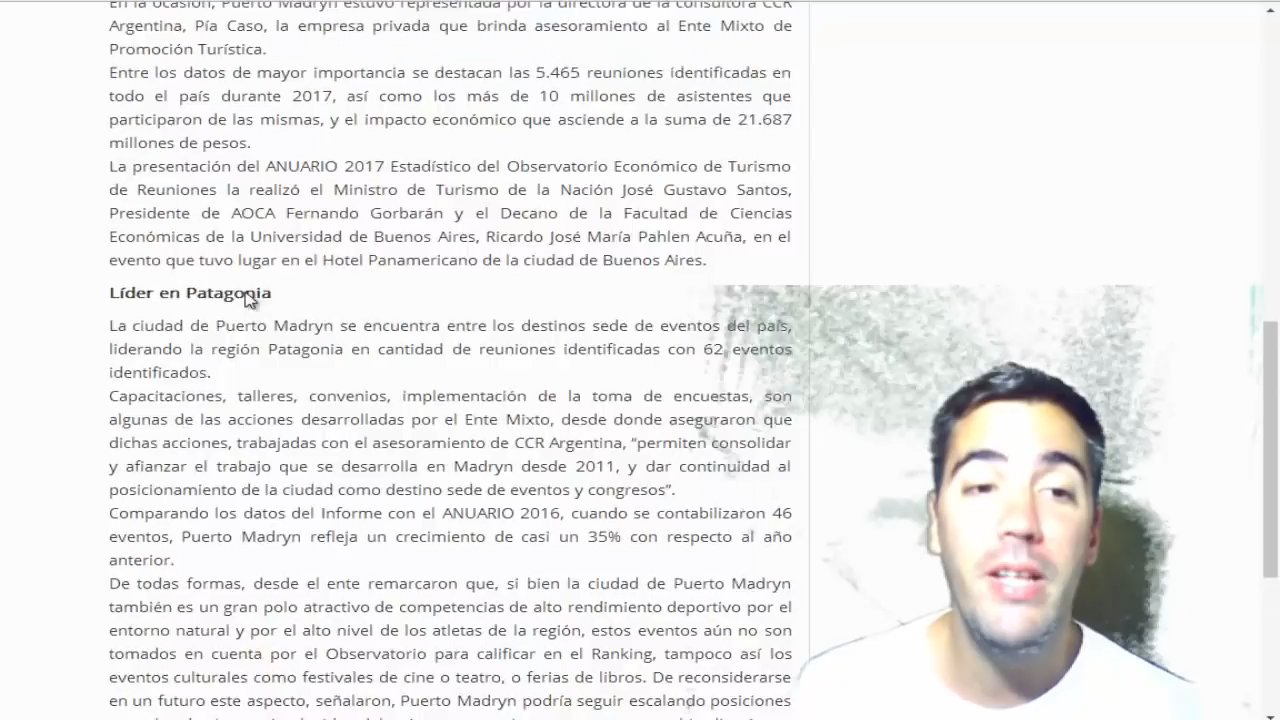 En la ocasión, Puerto Madryn estuvo representada por la directora de la consultora CCR
Argentina, Pía Caso, la empresa privada que brinda asesoramiento al Ente Mixto de
Promoción Turística.
Entre los datos de mayor importancia se destacan las 5.465 reuniones identificadas en
todo el país durante 2017, así como los más de 10 millones de asistentes que
participaron de las mismas, y el impacto económico que asciende a la suma de 21.687
millones de pesos.
La presentación del ANUARIO 2017 Estadístico del Observatorio Económico de Turismo
de Reuniones la realizó el Ministro de Turismo de la Nación José Gustavo Santos,
Presidente de AOCA Fernando Gorbarán y el Decano de la Facultad de Ciencias
Económicas de la Universidad de Buenos Aires, Ricardo José María Pahlen Acuña, en el
evento que tuvo lugar en el Hotel Panamericano de la ciudad de Buenos Aires.
Líder en Patagonia
La ciudad de Puerto Madryn se encuentra entre los destinos sede de eventos del país,
liderando la región Patagonia en cantidad de reuniones identificadas con 62 eventos
identificados.
Capacitaciones, talleres, convenios, implementación de la toma de encuestas, son
algunas de las acciones desarrolladas por el Ente Mixto, desde donde aseguraron que
dichas acciones, trabajadas con el asesoramiento de CCR Argentina, “permiten consolidar
y afianzar el trabajo que se desarrolla en Madryn desde 2011, y dar continuidad al
posicionamiento de la ciudad como destino sede de eventos y congresos”.
Comparando los datos del Informe con el ANUARIO 2016, cuando se contabilizaron 46
eventos, Puerto Madryn refleja un crecimiento de casi un 35% con respecto al año
anterior.
De todas formas, desde el ente remarcaron que, si bien la ciudad de Puerto Madryn
también es un gran polo atractivo de competencias de alto rendimiento deportivo por el
entorno natural y por el alto nivel de los atletas de la región, estos eventos aún no son
tomados en cuenta por el Observatorio para calificar en el Ranking, tampoco así los
eventos culturales como festivales de cine o teatro, o ferias de libros. De reconsiderarse
en un futuro este aspecto, señalaron, Puerto Madryn podría seguir escalando posiciones